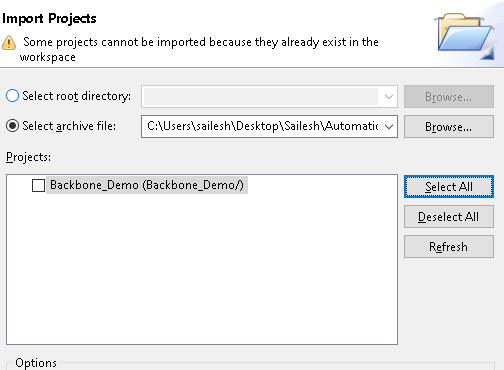 Import Projects
Some projects cannot be imported because they already exist in the
workspace
Select root directory:
Browse...
Select archive file:
C:\Users\sailesh\Desktop\Sailesh\Automatic
Browse...
Projects:
Backbone_Demo (Backbone_Demo/)
Select All
Deselect All
Refresh
Options